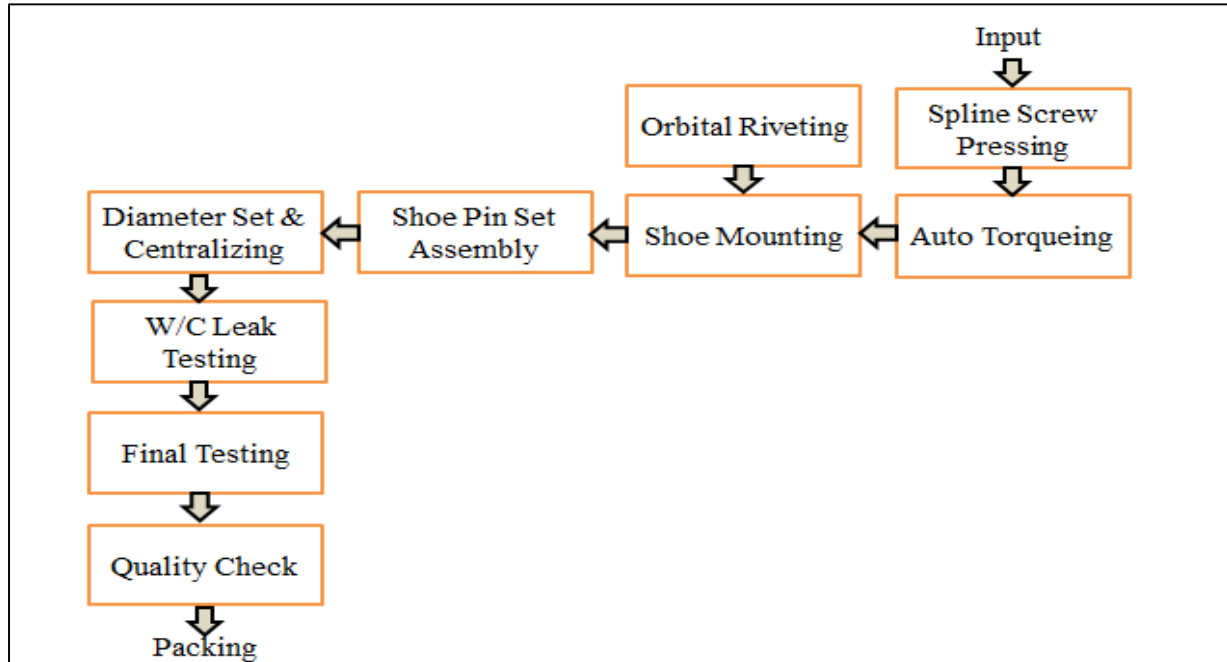 Input
Spline Screw
Pressing
Orbital Riveting
Auto Torqueing
Shoe Mounting
Shoe Pin Set
Assembly
Diameter Set &
Centralizing
W/C Leak
Testing
Final Testing
Quality Check
Packing